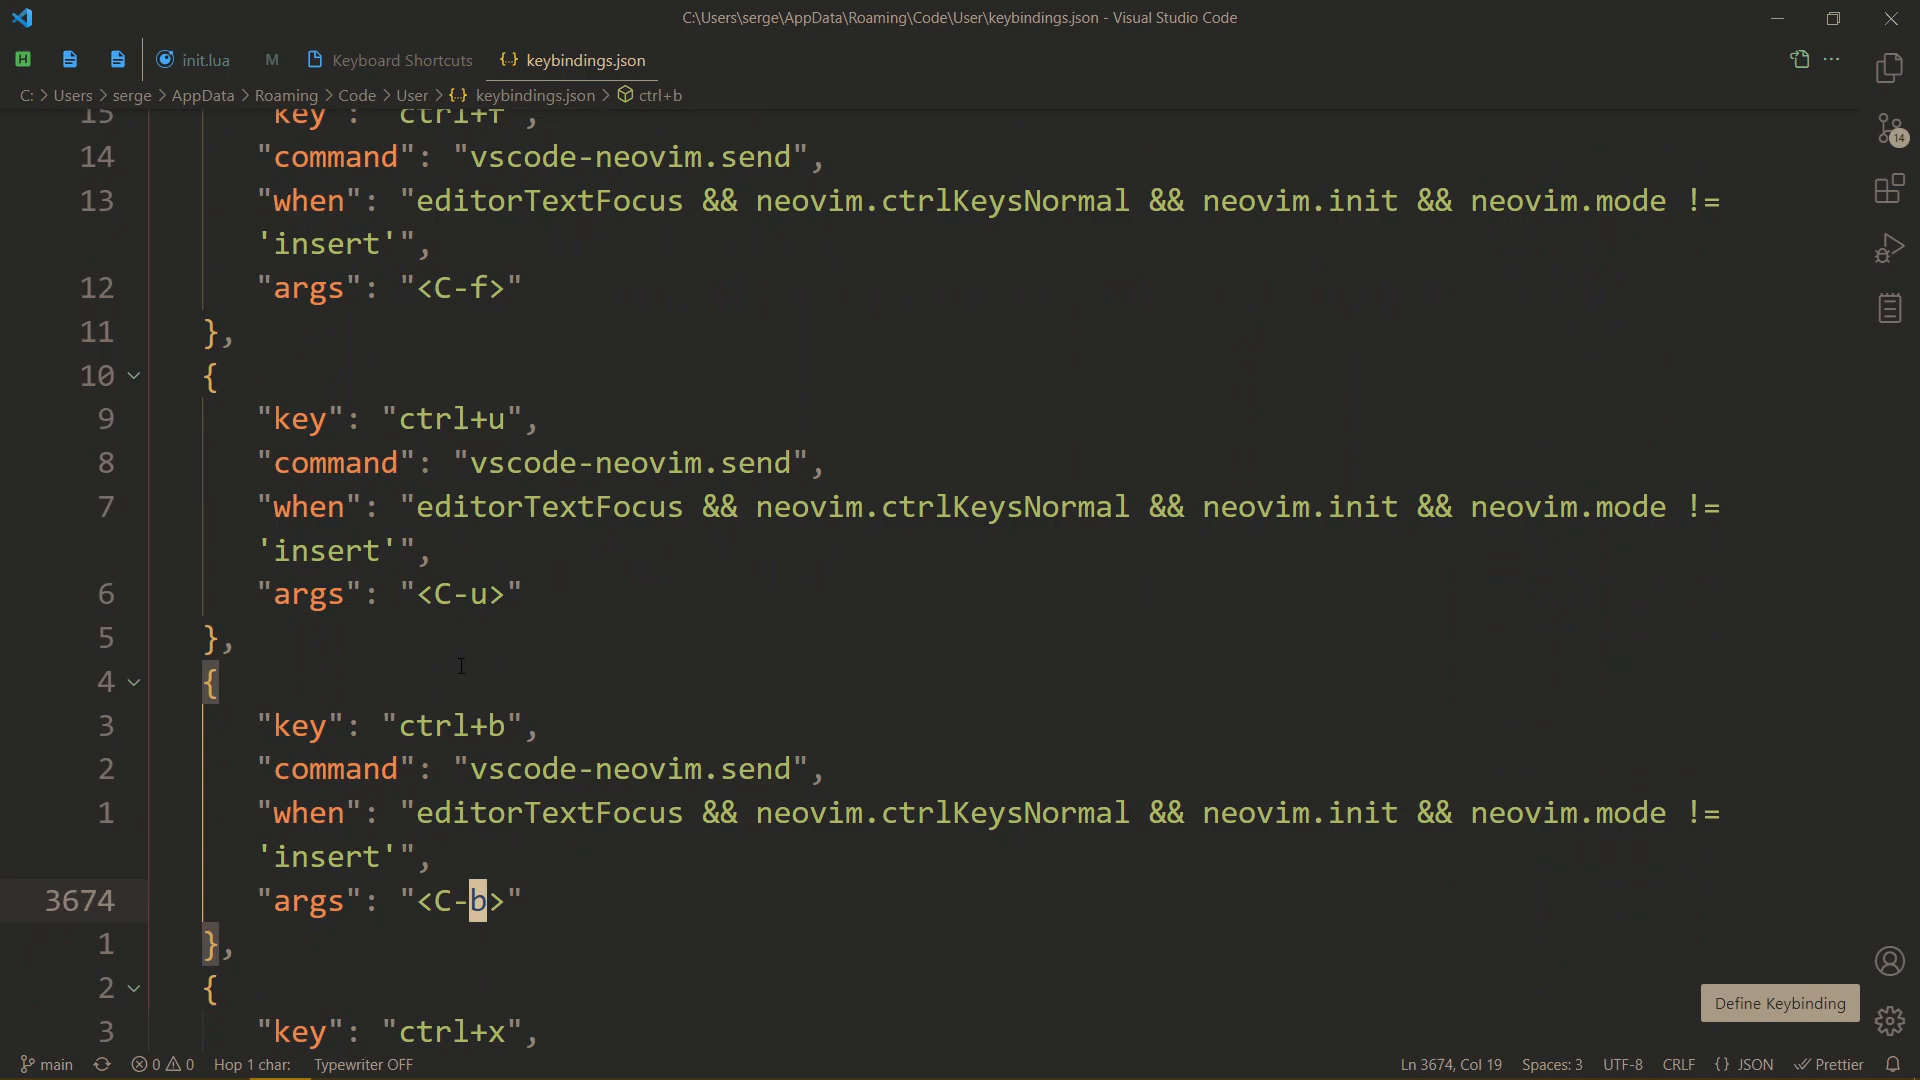 C:\Users\serge\AppData\Roaming\Code\User\keybindings.json - Visual Studio Code
H init.lua M Keyboard Shortcuts {··} keybindings.json
C: > Users > serge > AppData > Roaming > Code > User > {··} keybindings.json > ctrl+b
14
15 "key": "ctrl+f",
14 "command": "vscode-neovim.send",
13 "when": "editorTextFocus && neovim.ctrlKeysNormal && neovim.init && neovim.mode !=
'insert'",
12 "args": "<C-f>"
11 },
10 {
9 "key": "ctrl+u",
8 "command": "vscode-neovim.send",
7 "when": "editorTextFocus && neovim.ctrlKeysNormal && neovim.init && neovim.mode !=
'insert'",
6 "args": "<C-u>"
5 },
4 {
3 "key": "ctrl+b",
2 "command": "vscode-neovim.send",
1 "when": "editorTextFocus && neovim.ctrlKeysNormal && neovim.init && neovim.mode !=
'insert'",
3674 "args": "<C-b>"
1 },
2 {
3 "key": "ctrl+x",
Define Keybinding
main 0 0 Hop 1 char: Typewriter OFF Ln 3674, Col 19 Spaces: 3 UTF-8 CRLF {} JSON Prettier